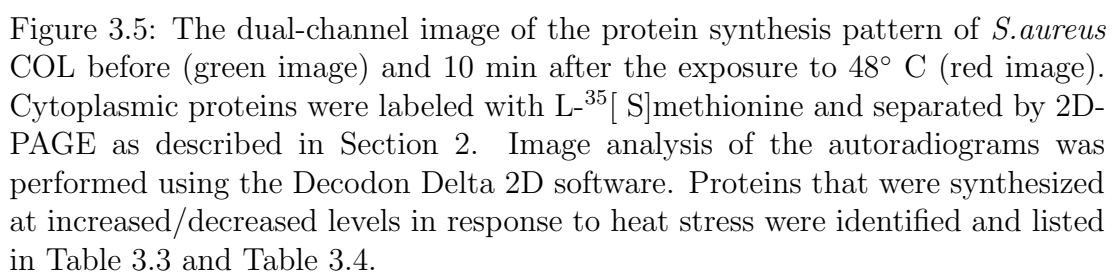 Figure 3.5: The dual-channel image of the protein synthesis pattern of S.aureus
COL before (green image) and 10 min after the exposure to 48° C (red image).
Cytoplasmic proteins were labeled with L-³⁵[ S]methionine and separated by 2D-
PAGE as described in Section 2. Image analysis of the autoradiograms was
performed using the Decodon Delta 2D software. Proteins that were synthesized
at increased/decreased levels in response to heat stress were identified and listed
in Table 3.3 and Table 3.4.